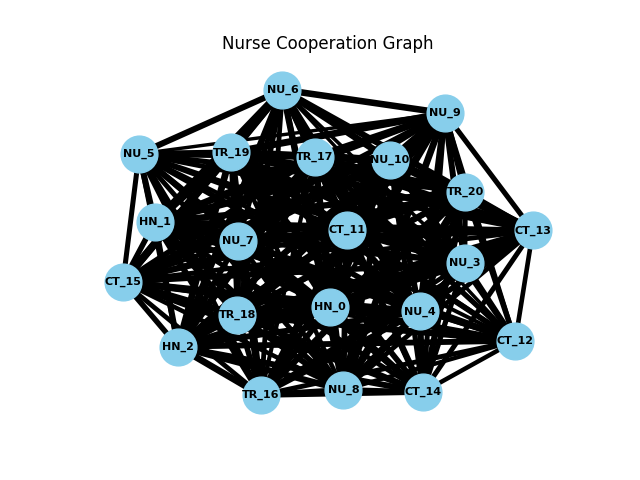 Nurse Cooperation Graph
NU_6
NU_9
NU_5
TR_19
TR_17
NU_10
TR_20
HN_1
NU_7
CT_11
CT_13
NU_3
CT_15
TR_18
HN_0
NU_4
HN_2
CT_12
TR_16
NU_8
CT_14